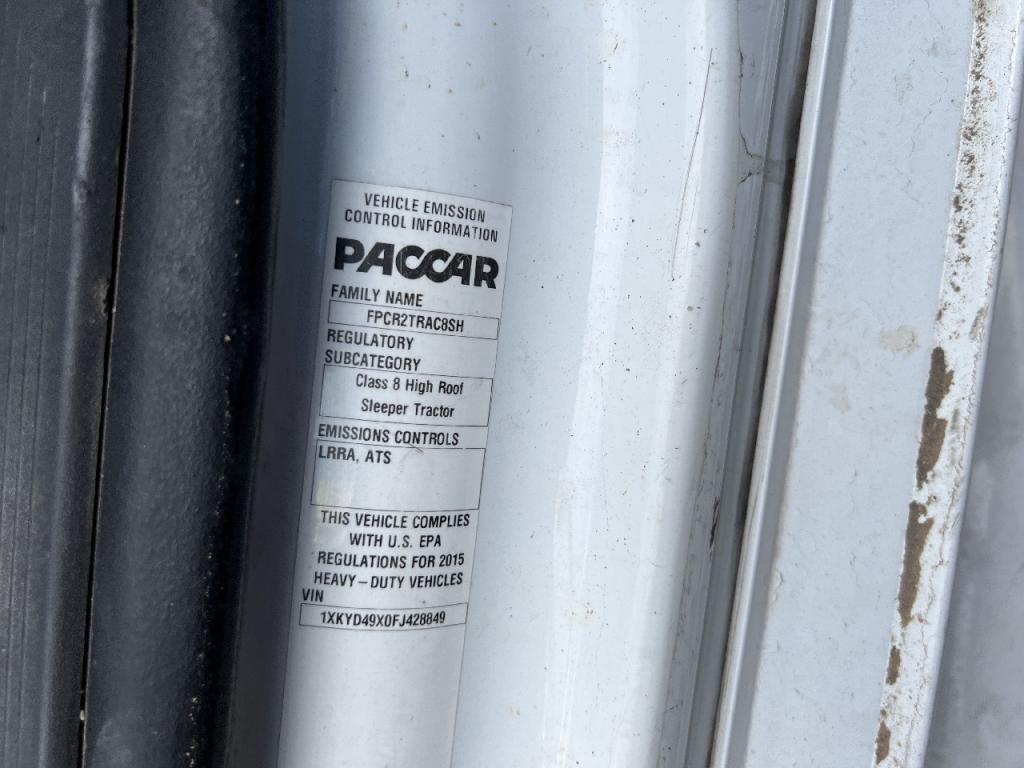 VEHICLE EMISSION
CONTROL INFORMATION
PACCAR
FAMILY NAME
FPCR2TRAC8SH
REGULATORY
SUBCATEGORY
Class 8 High Roof
Sleeper Tractor
EMISSIONS CONTROLS
LRRA, ATS
THIS VEHICLE COMPLIES
WITH U.S. EPA
REGULATIONS FOR 2015
HEAVY-DUTY VEHICLES
VIN
1XKYD49X0FJ428849